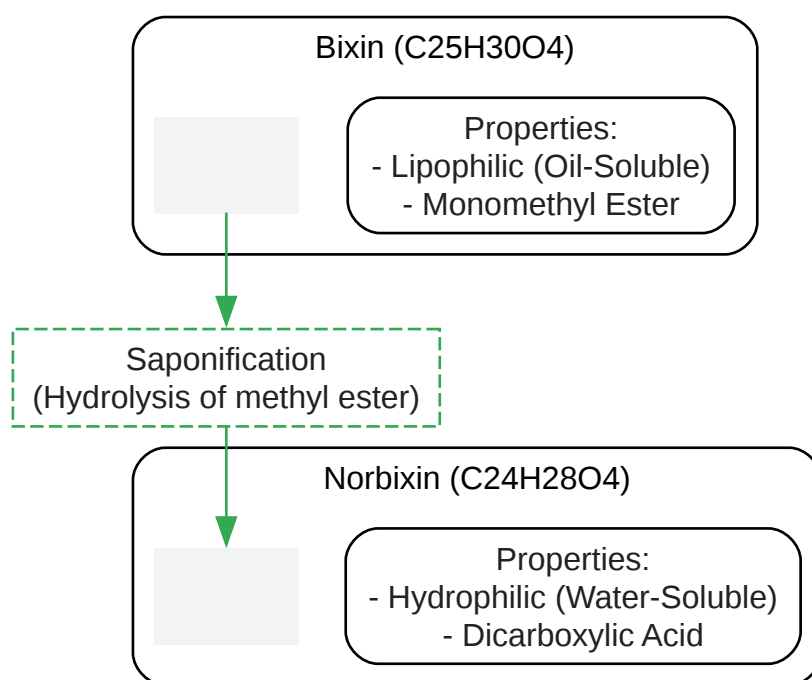 Bixin (C25H30O4)
Properties:
- Lipophilic (Oil-Soluble)
- Monomethyl Ester
Saponification
(Hydrolysis of methyl ester)
Norbixin (C24H28O4)
Properties:
- Hydrophilic (Water-Soluble)
- Dicarboxylic Acid